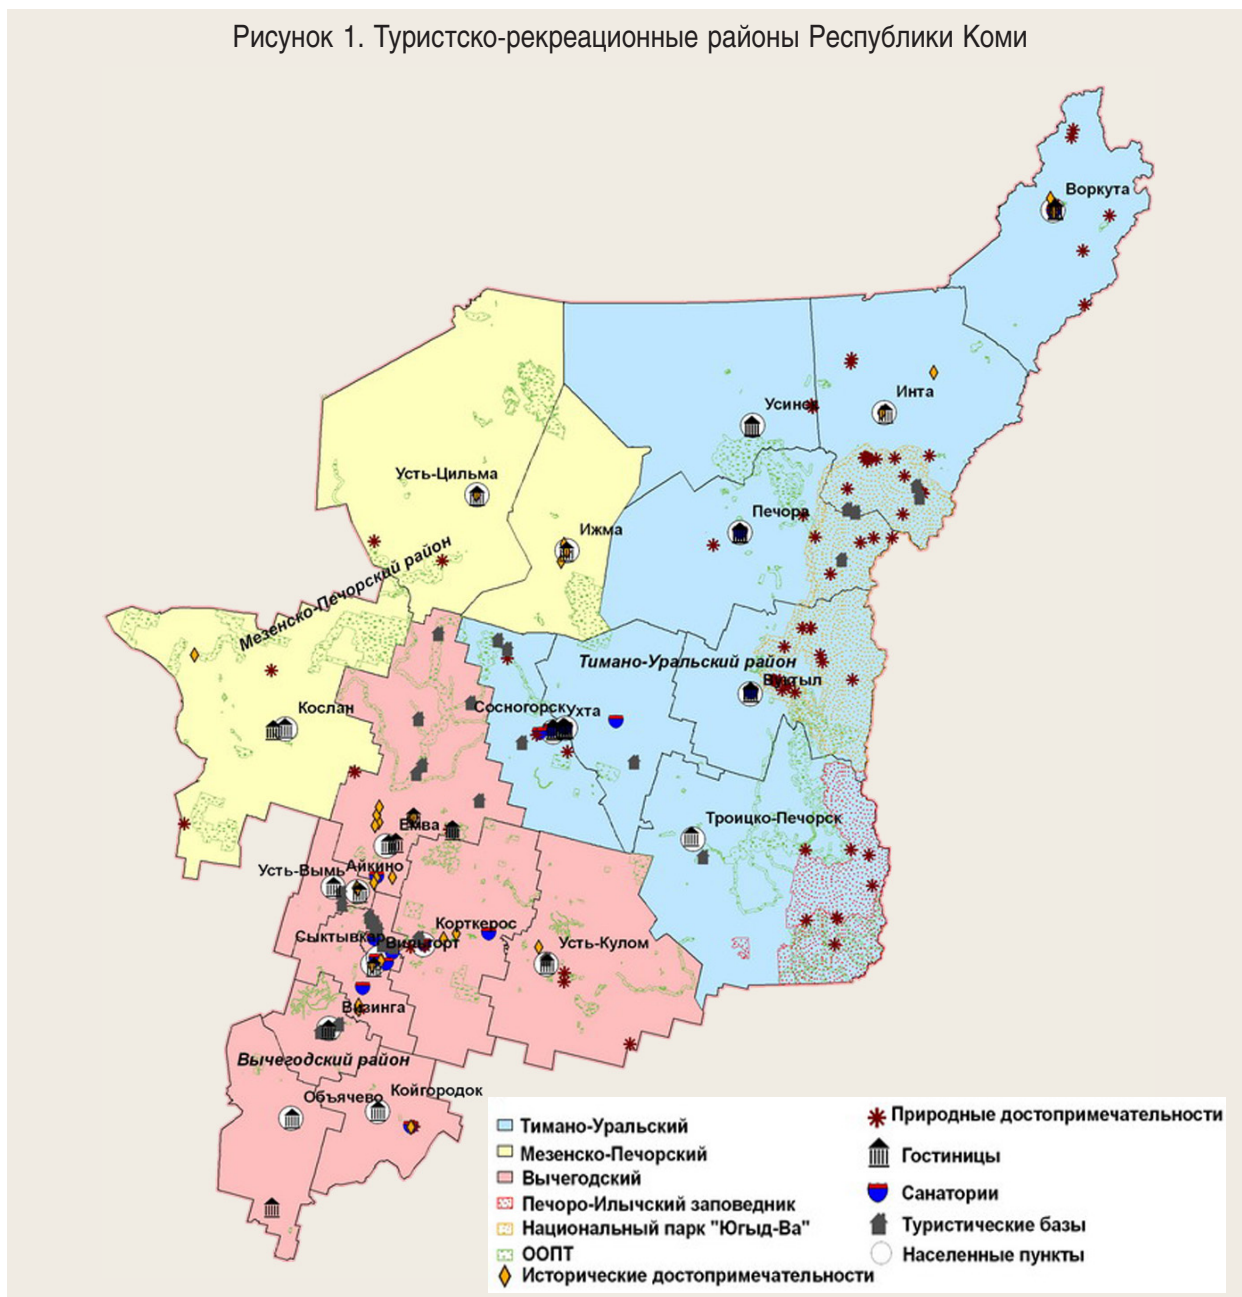 Рисунок 1. Туристско-рекреационные районы Республики Коми
Воркута
Инта
Усинск
Усть-Цильма
Печора
Ижма
Мезенско-Печорский район
Тимано-Уральский район
Вуктыл
Кослан
Сосногорск
Ухта
Троицко-Печорск
Емва
Усть-Вымь
Айкино
Корткерос
Сыктывкар
Вильгорт
Усть-Кулом
Визинга
Вычегодский район
Объячево
Койгородок
Тимано-Уральский
Мезенско-Печорский
Вычегодский
Печоро-Илычский заповедник
Национальный парк "Югыд-Ва"
ООПТ
Исторические достопримечательности
Природные достопримечательности
Гостиницы
Санатории
Туристические базы
Населенные пункты